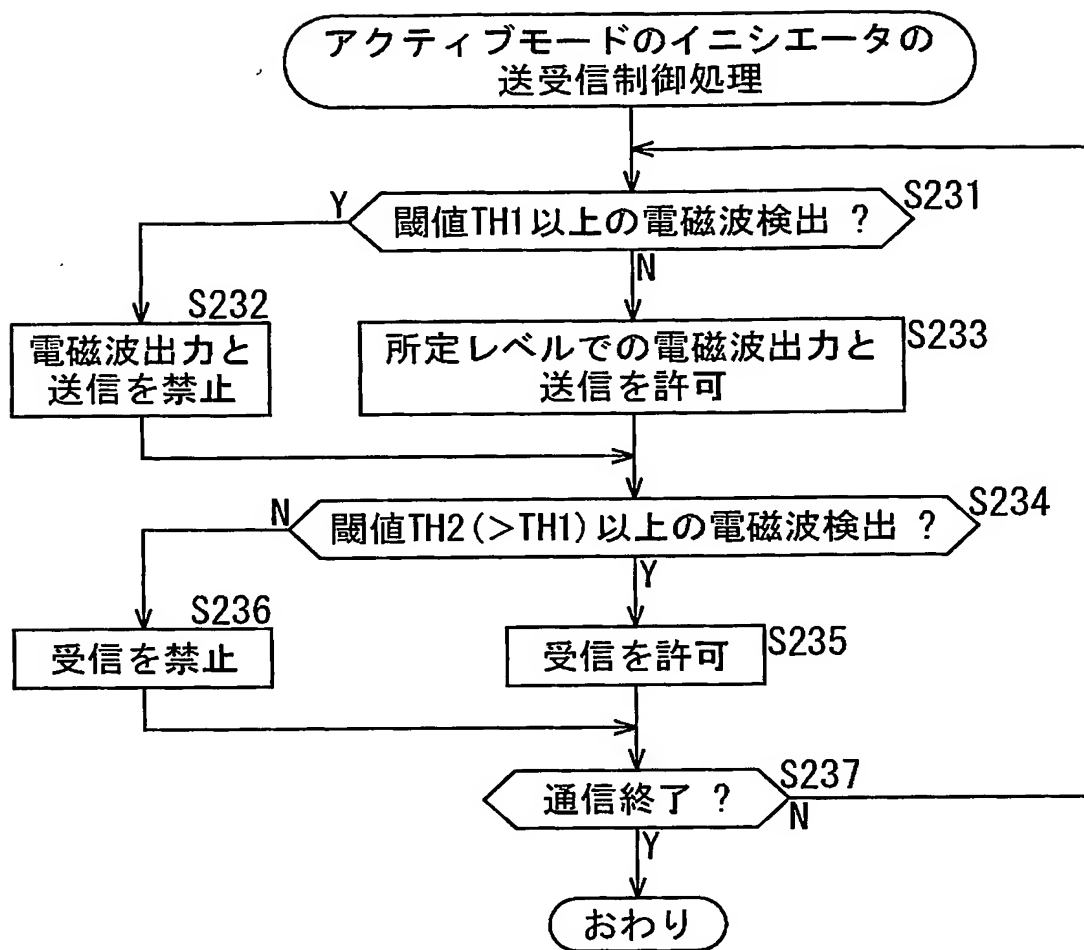 アクティブモードのイニシエータの
送受信制御処理
閾値TH1以上の電磁波検出 ?
S231
Y
N
S232
電磁波出力と
送信を禁止
所定レベルでの電磁波出力と
送信を許可
S233
閾値TH2(>TH1)以上の電磁波検出 ?
S234
N
Y
S236
受信を禁止
受信を許可
S235
通信終了 ?
S237
N
Y
おわり